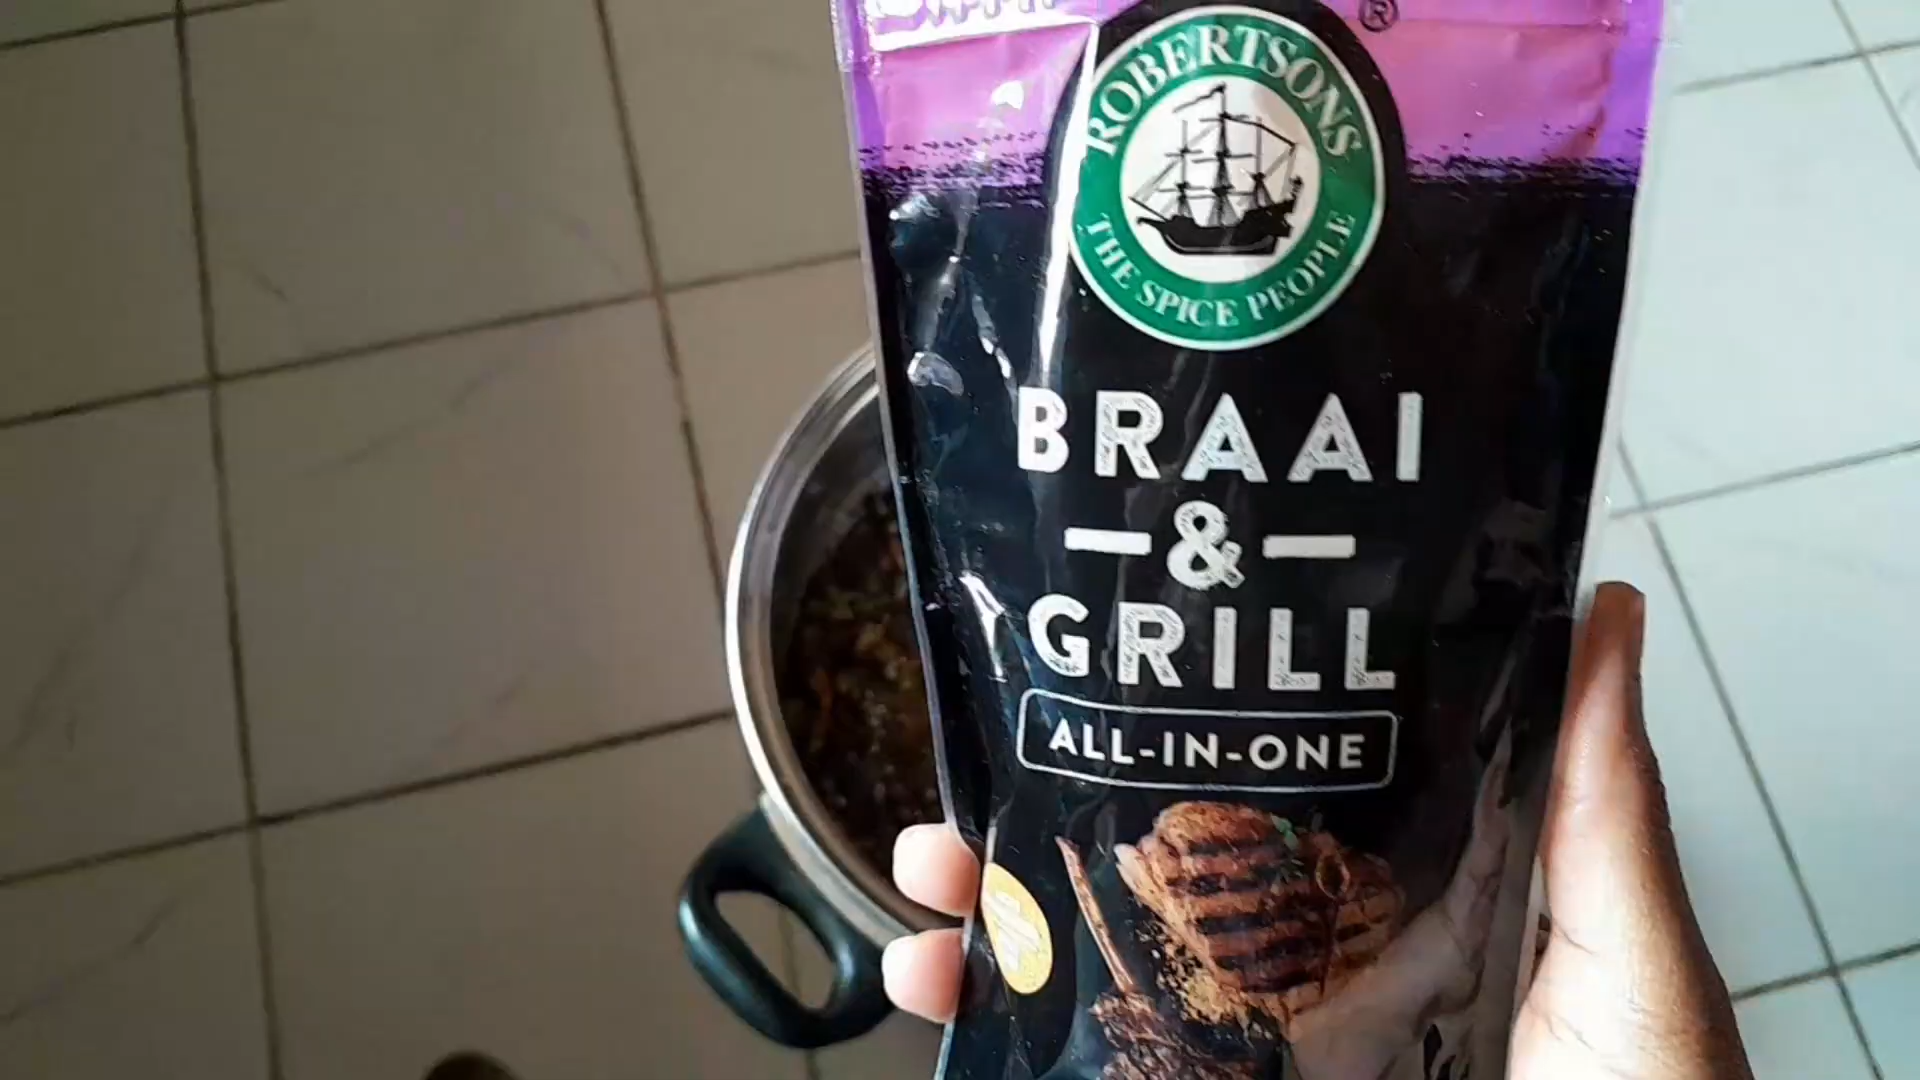 ®
ROBERTSONS
THE SPICE PEOPLE
BRAAI
&
GRILL
ALL-IN-ONE